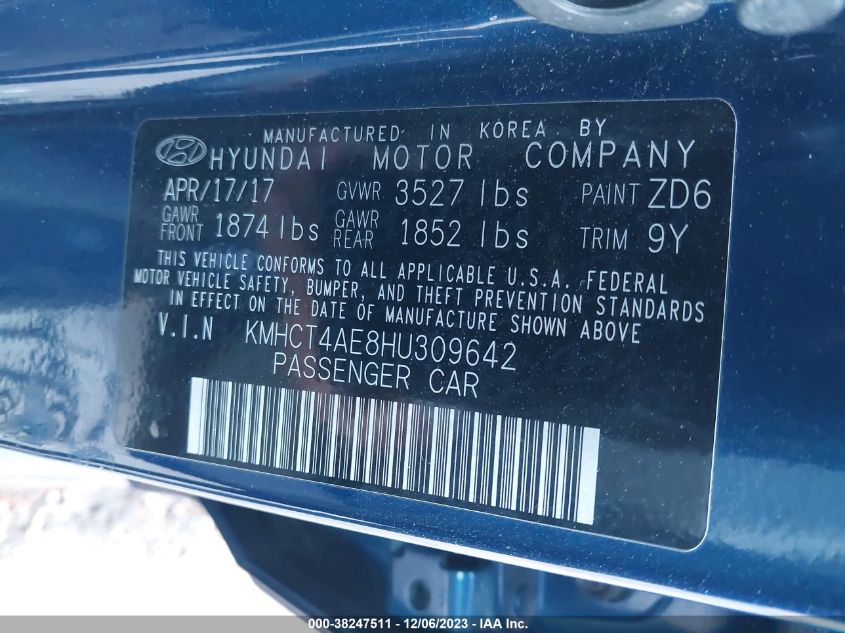 MANUFACTURED IN KOREA BY
HYUNDAI MOTOR COMPANY
APR/17/17 GVWR 3527 lbs PAINT ZD6
GAWR FRONT 1874 lbs GAWR REAR 1852 lbs TRIM 9Y
THIS VEHICLE CONFORMS TO ALL APPLICABLE U.S.A. FEDERAL
MOTOR VEHICLE SAFETY, BUMPER, AND THEFT PREVENTION STANDARDS
IN EFFECT ON THE DATE OF MANUFACTURE SHOWN ABOVE
V.I.N KMHCT4AE8HU309642
PASSENGER CAR
000-38247511 - 12/06/2023 - © IAA Inc.